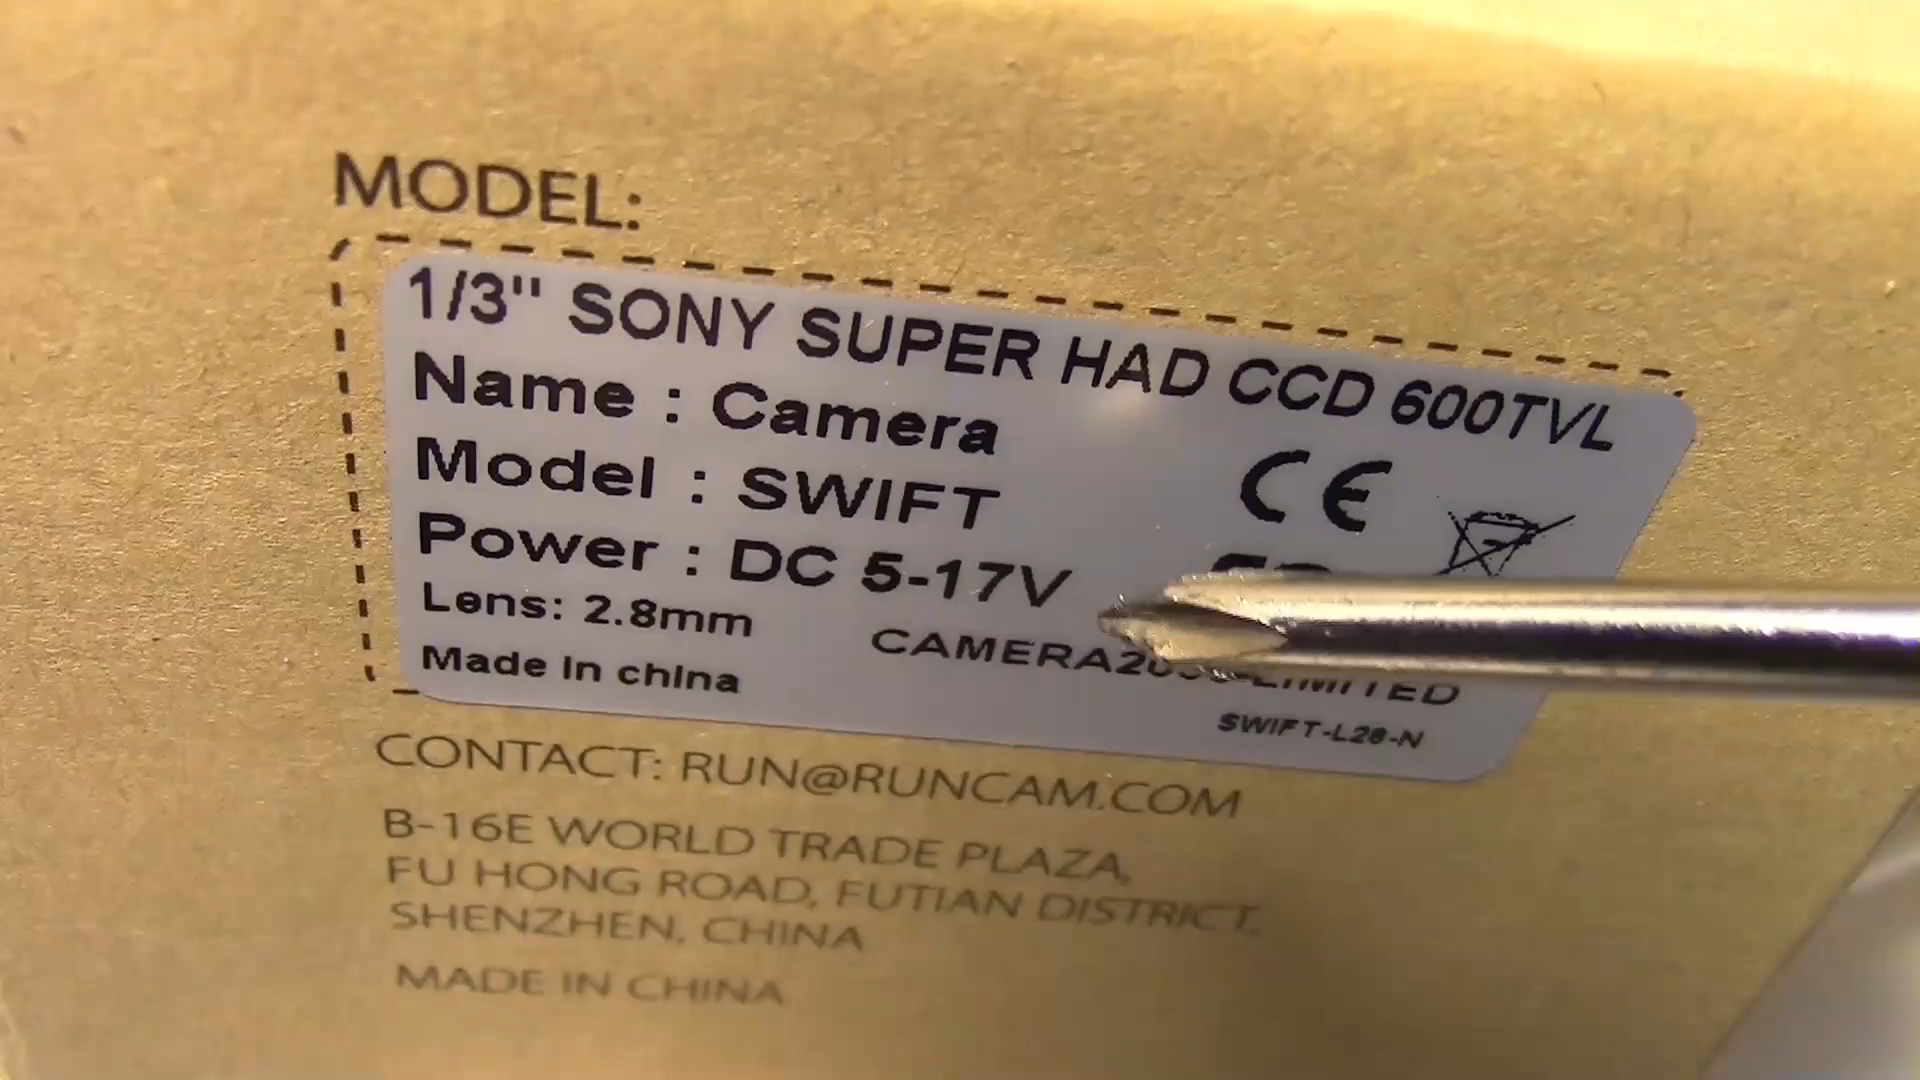 MODEL:
1/3" SONY SUPER HAD CCD 600TVL
Name : Camera
Model : SWIFT
Power : DC 5-17V
CE
Lens: 2.8mm
LIMITED
Made in china
SWIFT-L28-N
CONTACT: RUN@RUNCAM.COM
B-16E WORLD TRADE PLAZA,
FU HONG ROAD, FUTIAN DISTRICT,
SHENZHEN, CHINA
MADE IN CHINA